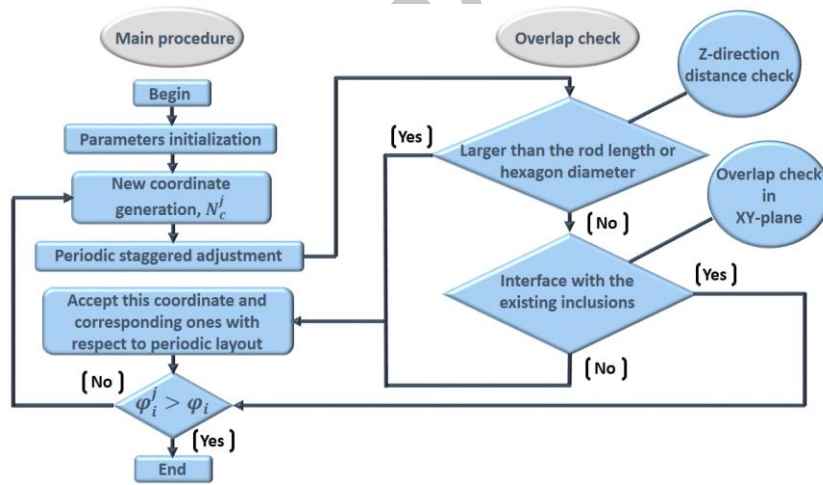 Main procedure
Begin
Parameters initialization
New coordinate
generation, N_c^j
Periodic staggered adjustment
Accept this coordinate and
corresponding ones with
respect to periodic layout
(No)
φ_i^j > φ_i
(Yes)
End
Overlap check
Z-direction
distance check
(Yes)
Larger than the rod length or
hexagon diameter
(No)
Overlap check
in
XY-plane
Interface with the
existing inclusions
(Yes)
(No)